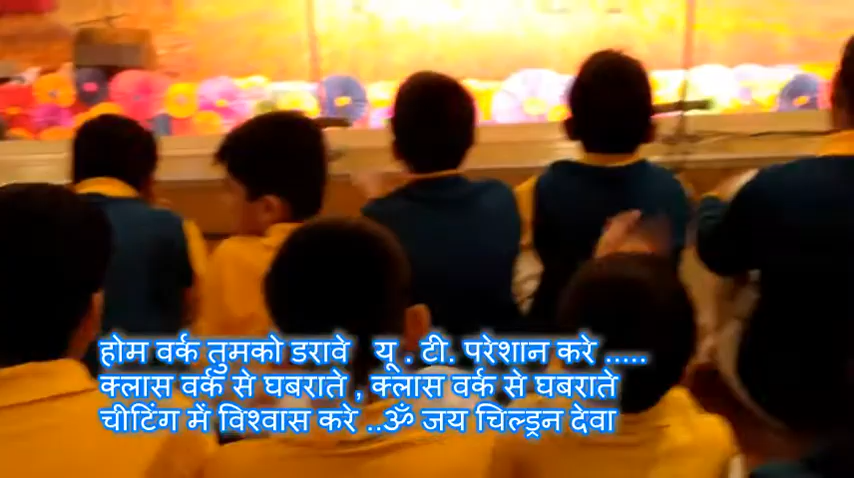 होम वर्क तुमको डरावे यू . टी. परेशान करे .....
क्लास वर्क से घबराते , क्लास वर्क से घबराते
चीटिंग में विश्वास करे ..ॐ जय चिल्ड्रन देवा